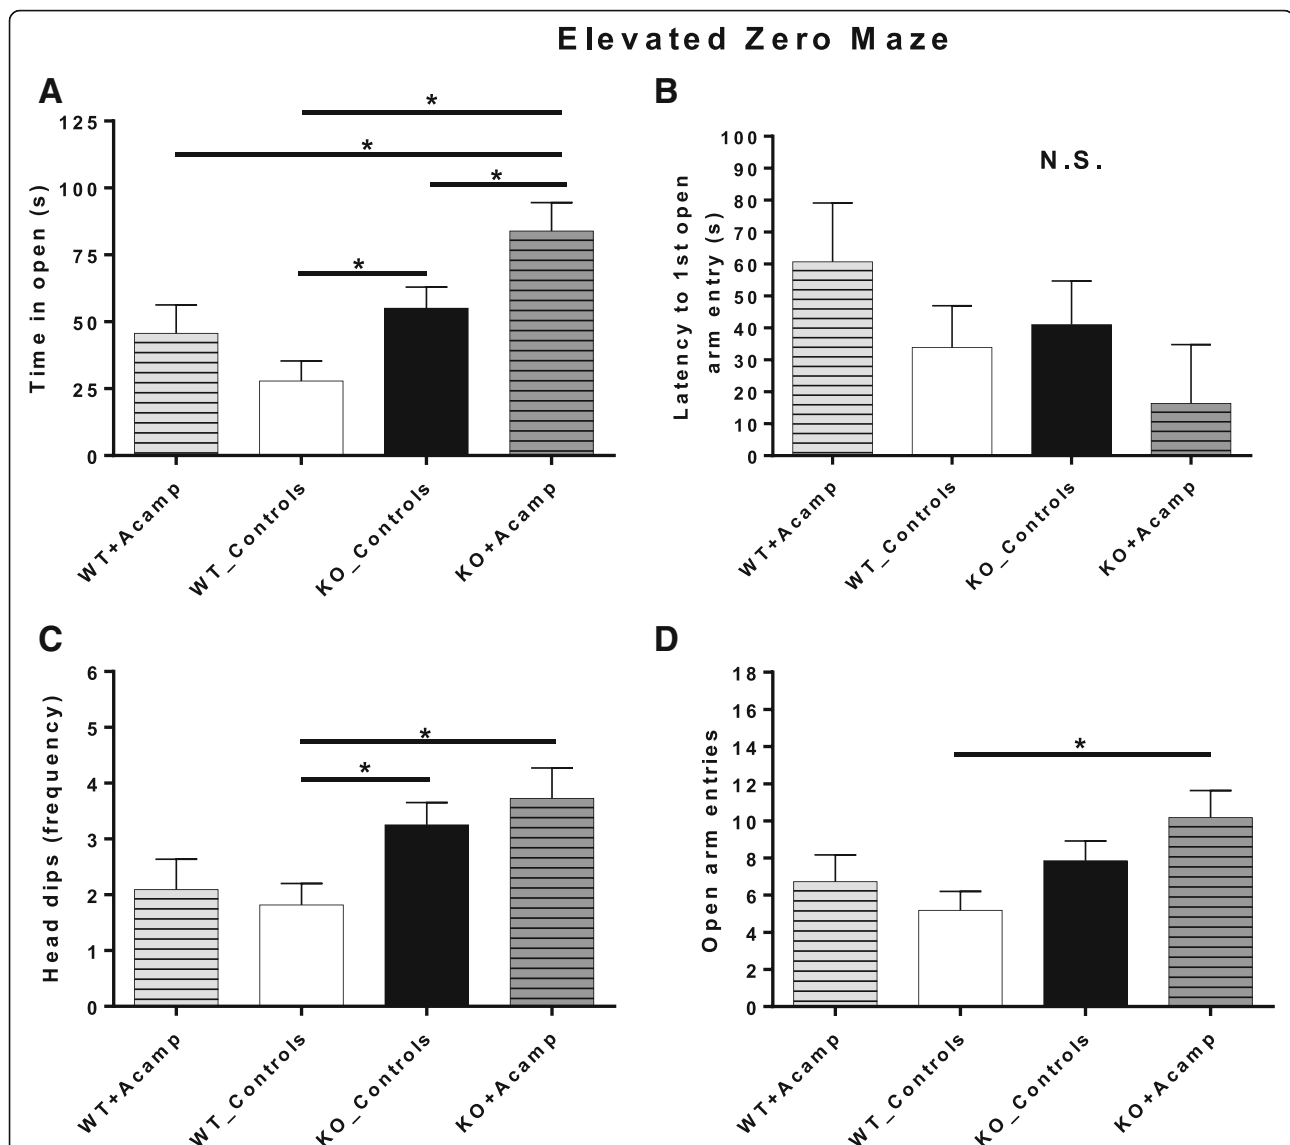 Elevated Zero Maze
A
Time in open (s)
125
100
75
50
25
0
*
*
*
*
WT+Acamp
WT_Controls
KO_Controls
KO+Acamp
B
Latency to 1st open
arm entry (s)
100
90
80
70
60
50
40
30
20
10
0
N.S.
WT+Acamp
WT_Controls
KO_Controls
KO+Acamp
C
Head dips (frequency)
6
5
4
3
2
1
0
*
*
WT+Acamp
WT_Controls
KO_Controls
KO+Acamp
D
Open arm entries
18
16
14
12
10
8
6
4
2
0
*
WT+Acamp
WT_Controls
KO_Controls
KO+Acamp